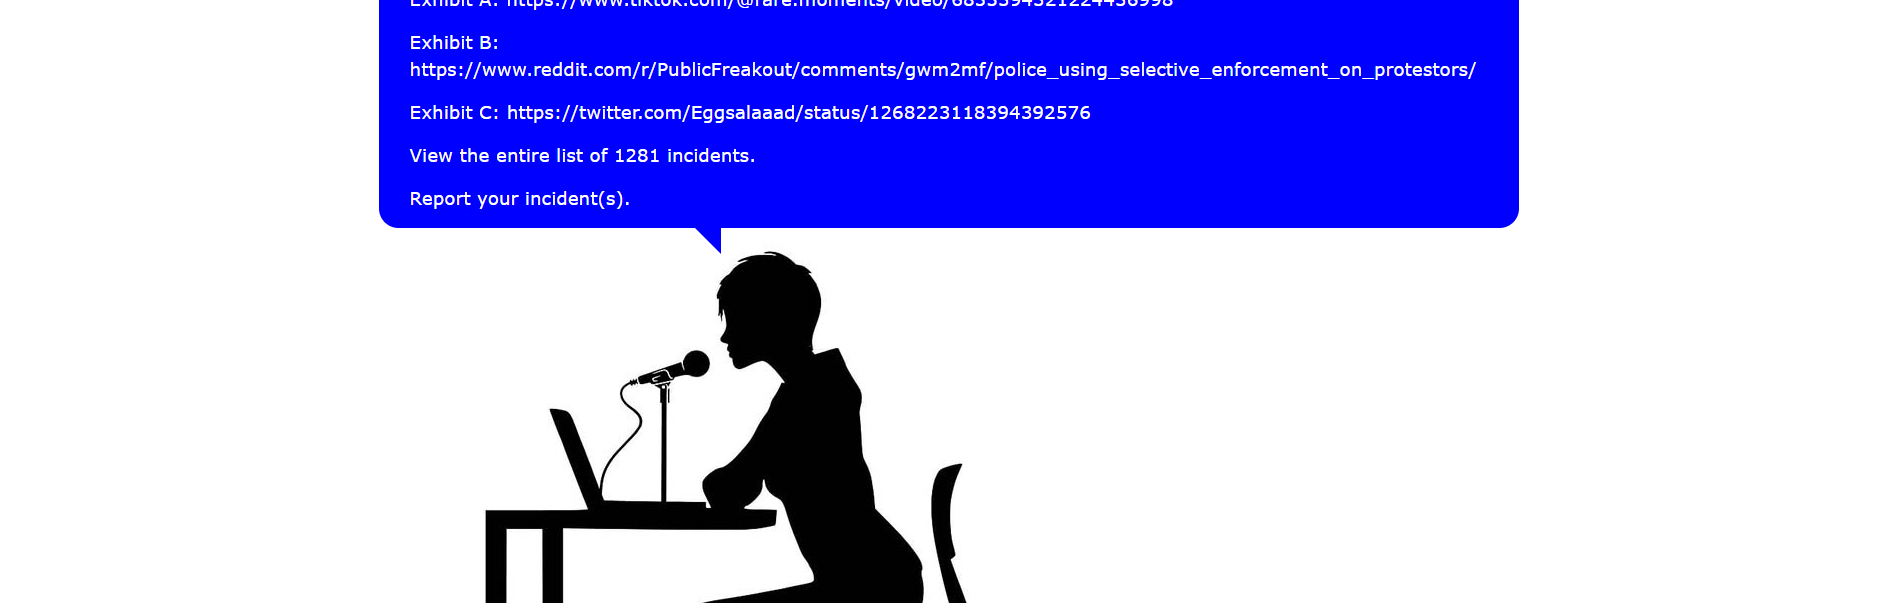 Exhibit A: https://www.tiktok.com/@rare.moments/video/6833594321224436998
Exhibit B:
https://www.reddit.com/r/PublicFreakout/comments/gwm2mf/police_using_selective_enforcement_on_protestors/
Exhibit C: https://twitter.com/Eggsalaaad/status/1268223118394392576
View the entire list of 1281 incidents.
Report your incident(s).